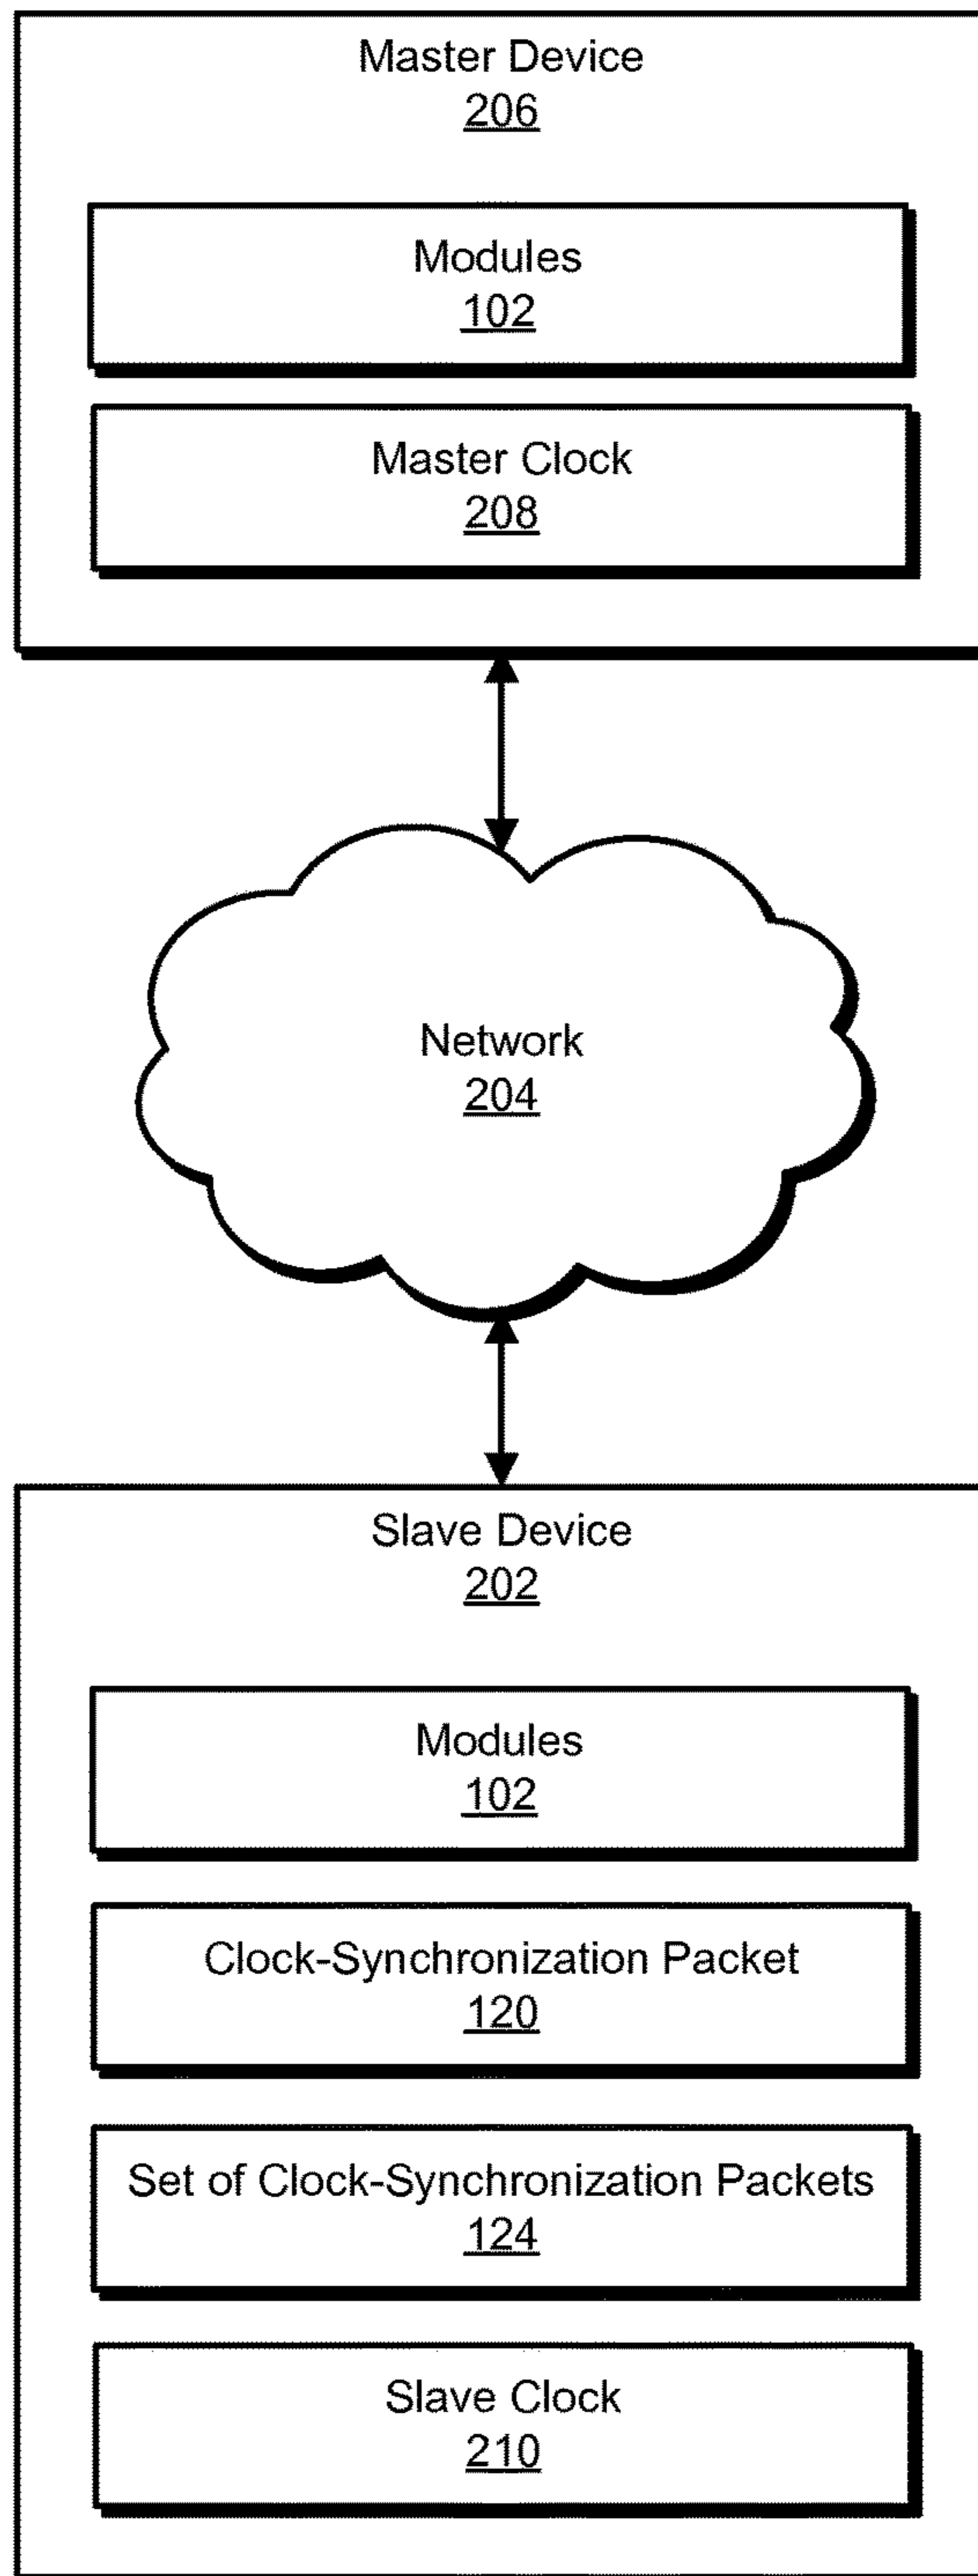 Master Device
206
Modules
102
Master Clock
208
Network
204
Slave Device
202
Modules
102
Clock-Synchronization Packet
120
Set of Clock-Synchronization Packets
124
Slave Clock
210